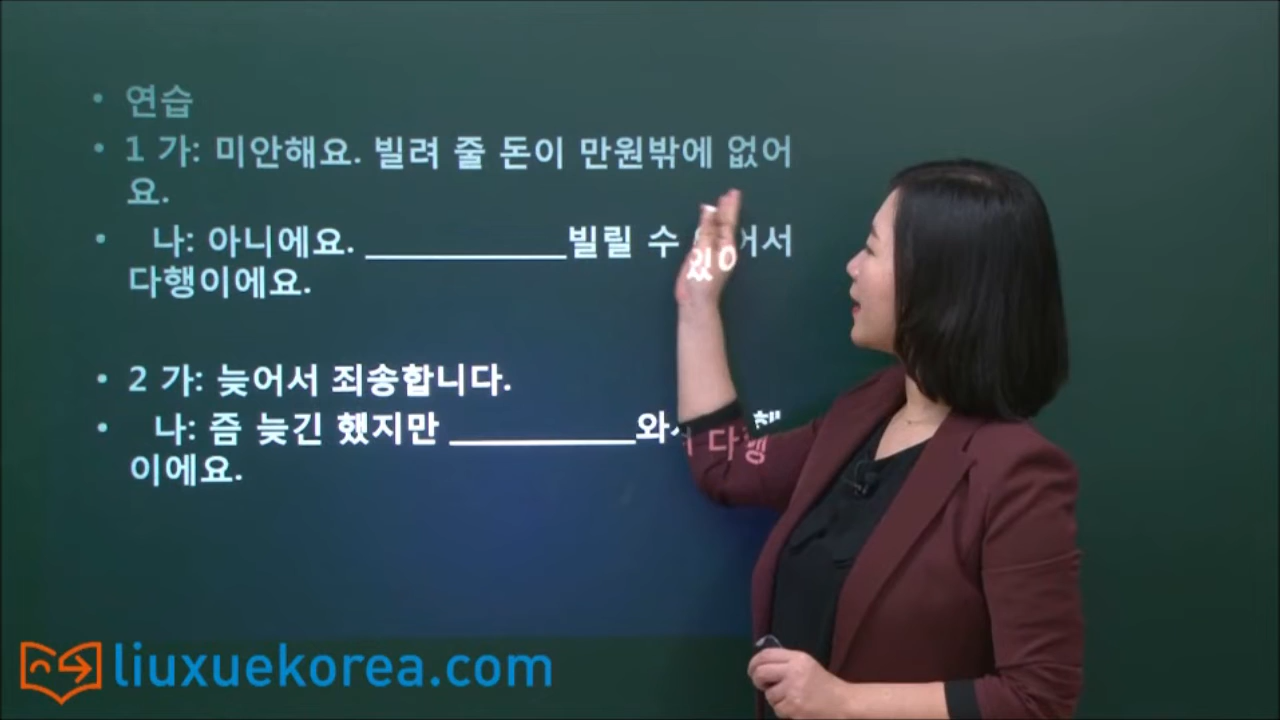 • 연습
• 1 가: 미안해요. 빌려 줄 돈이 만원밖에 없어
요.
• 나: 아니에요. ___________빌릴 수 있어서
다행이에요.
• 2 가: 늦어서 죄송합니다.
• 나: 즘 늦긴 했지만 __________와서 다행
이에요.
liuxuekorea.com